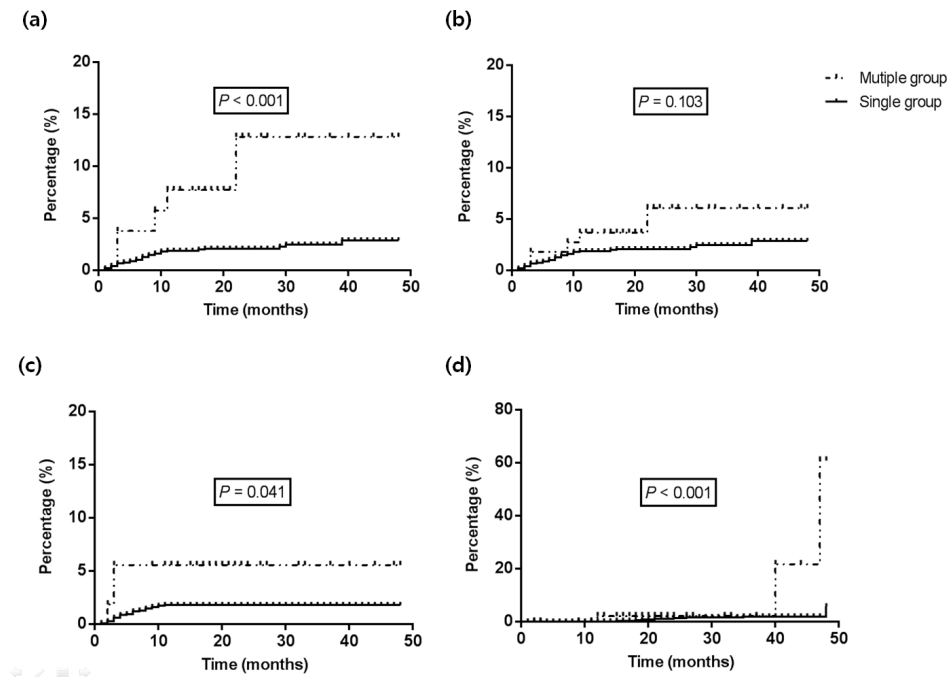 (a)
20
15
10
5
0
Percentage (%)
P < 0.001
0 10 20 30 40 50
Time (months)
(b)
20
15
10
5
0
Percentage (%)
P = 0.103
0 10 20 30 40 50
Time (months)
Mutiple group
Single group
(c)
20
15
10
5
0
Percentage (%)
P = 0.041
0 10 20 30 40 50
Time (months)
(d)
80
60
40
20
0
Percentage (%)
P < 0.001
0 10 20 30 40 50
Time (months)